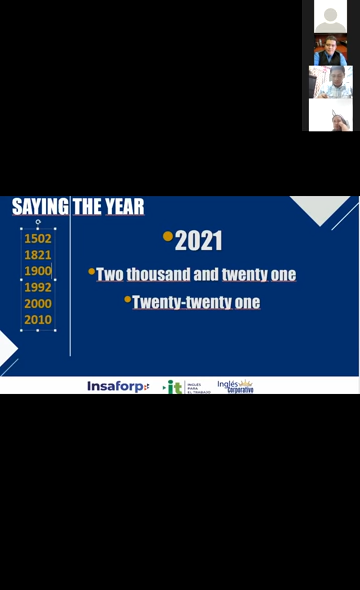 SAYING THE YEAR
1502
1821
1900
1992
2000
2010
2021
Two thousand and twenty one
Twenty-twenty one
Insaforp
it
INGLÉS
PARA
EL TRABAJO
Inglés
Corporativo